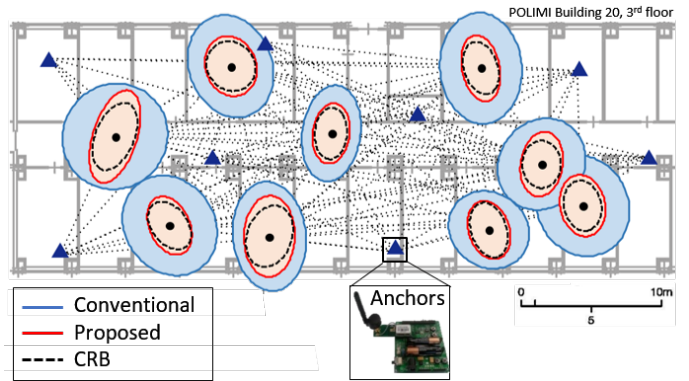 POLIMI Building 20, 3rd floor
Anchors
Conventional
Proposed
CRB
0 10m
5